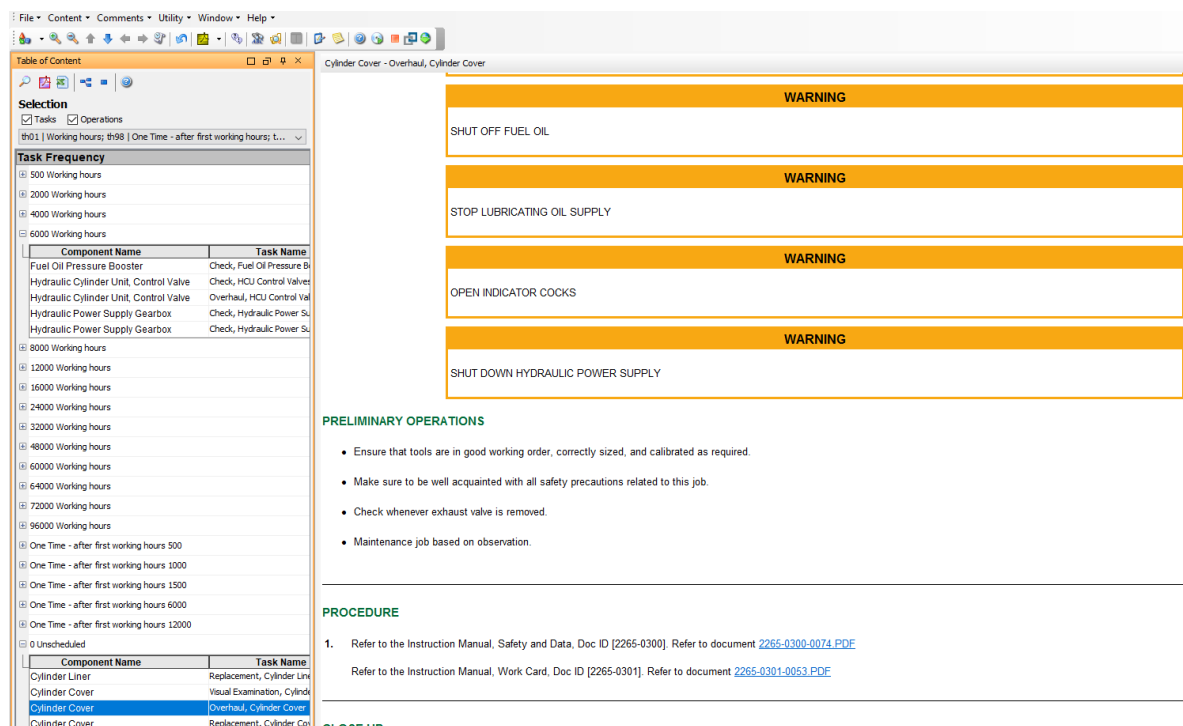 File Content Comments Utility Window Help
Table of Content
Selection
Tasks Operations
th01 | Working hours; th98 | One Time - after first working hours; t...
Task Frequency
500 Working hours
2000 Working hours
4000 Working hours
6000 Working hours
Component Name Task Name
Fuel Oil Pressure Booster Check, Fuel Oil Pressure B
Hydraulic Cylinder Unit, Control Valve Check, HCU Control Valves
Hydraulic Cylinder Unit, Control Valve Overhaul, HCU Control Val
Hydraulic Power Supply Gearbox Check, Hydraulic Power Su
Hydraulic Power Supply Gearbox Check, Hydraulic Power Su
8000 Working hours
12000 Working hours
16000 Working hours
24000 Working hours
32000 Working hours
48000 Working hours
60000 Working hours
64000 Working hours
72000 Working hours
96000 Working hours
One Time - after first working hours 500
One Time - after first working hours 1000
One Time - after first working hours 1500
One Time - after first working hours 6000
One Time - after first working hours 12000
0 Unscheduled
Component Name Task Name
Cylinder Liner Replacement, Cylinder Line
Cylinder Cover Visual Examination, Cylinde
Cylinder Cover Overhaul, Cylinder Cover
Cylinder Cover Replacement, Cylinder Cov
Cylinder Cover - Overhaul, Cylinder Cover
WARNING
SHUT OFF FUEL OIL
WARNING
STOP LUBRICATING OIL SUPPLY
WARNING
OPEN INDICATOR COCKS
WARNING
SHUT DOWN HYDRAULIC POWER SUPPLY
PRELIMINARY OPERATIONS
• Ensure that tools are in good working order, correctly sized, and calibrated as required.
• Make sure to be well acquainted with all safety precautions related to this job.
• Check whenever exhaust valve is removed.
• Maintenance job based on observation.
PROCEDURE
1. Refer to the Instruction Manual, Safety and Data, Doc ID [2265-0300]. Refer to document 2265-0300-0074.PDF
Refer to the Instruction Manual, Work Card, Doc ID [2265-0301]. Refer to document 2265-0301-0053.PDF
CLOSE UP